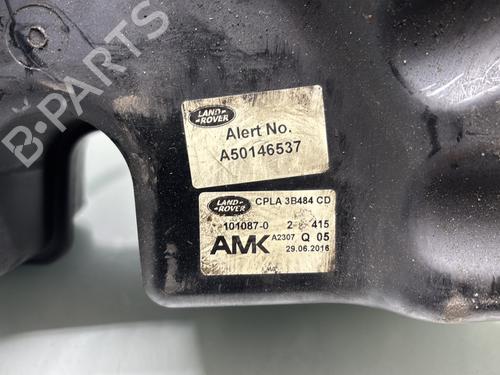 B-PARTS
LAND ROVER
Alert No.
A50146537
LAND ROVER
CPLA 3B484 CD
101087-0
415
AMK A2307 Q 05
29.06.2016